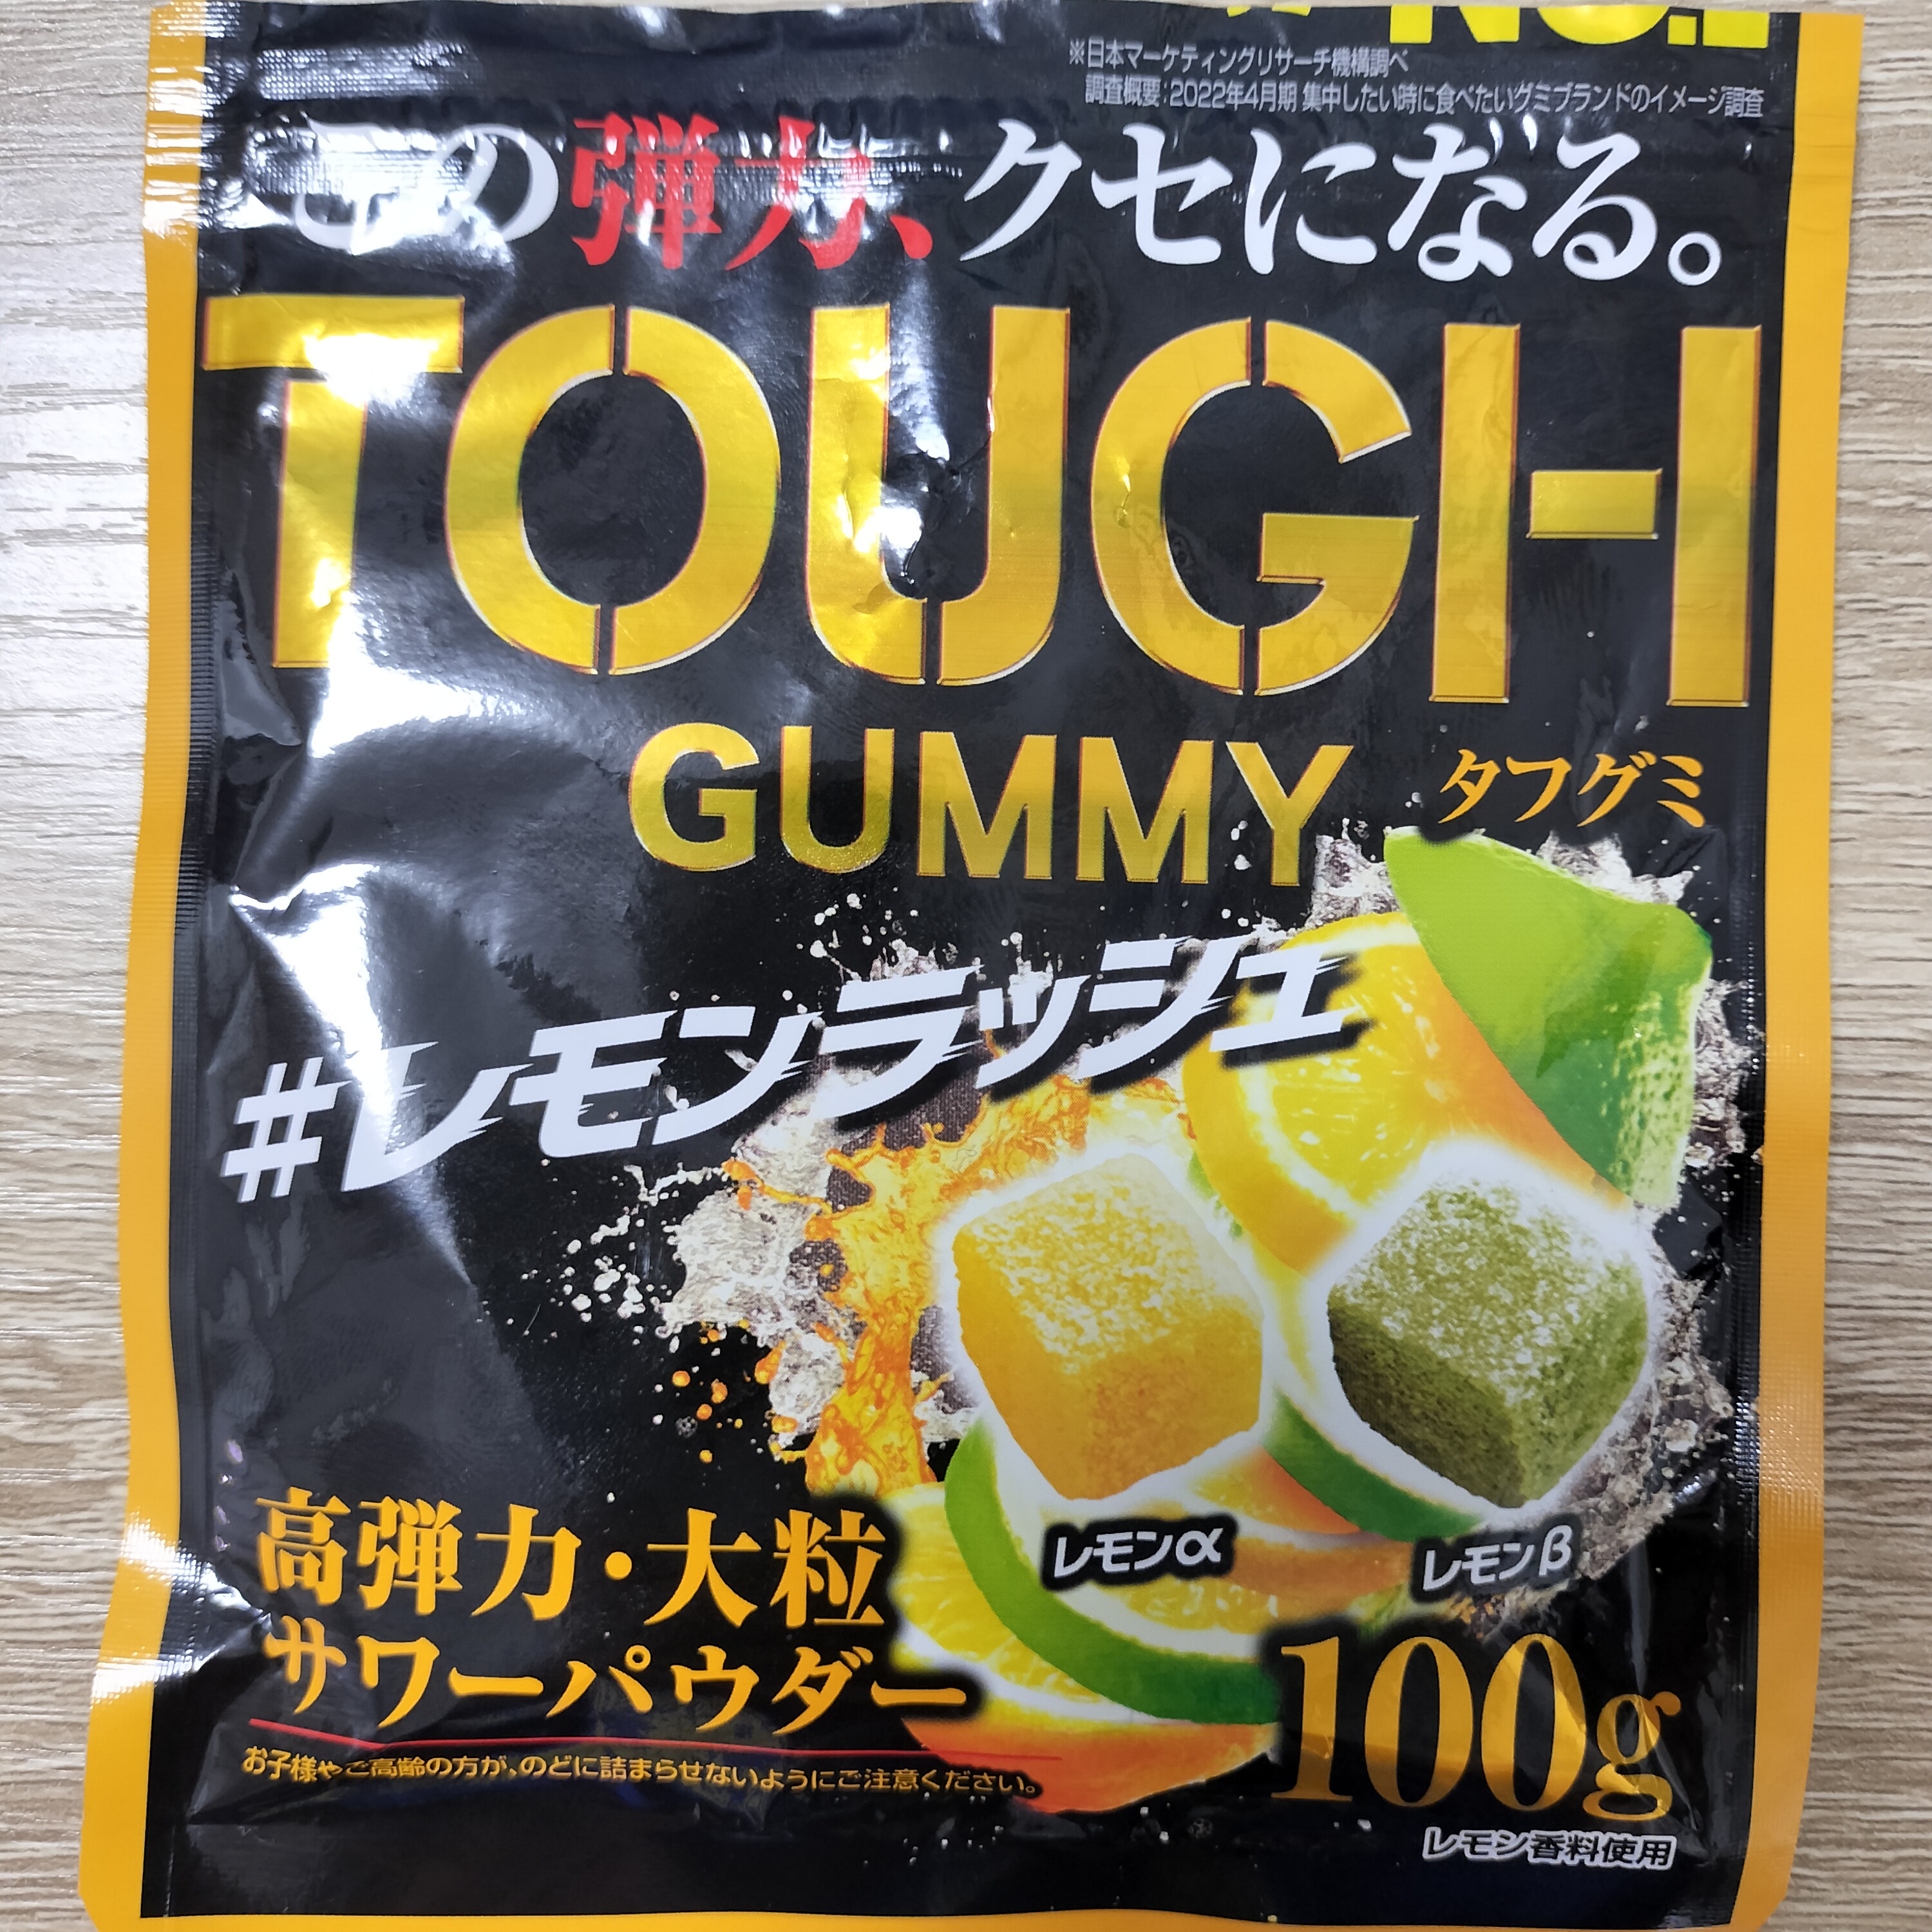 No.1
※日本マーケティングリサーチ機構調べ
調査概要:2022年4月期 集中したい時に食べたいグミブランドのイメージ調査
この弾力、クセになる。
TOUGH
GUMMY タフグミ
#レモンラッシュ
レモンα
レモンβ
高弾力・大粒
サワーパウダー
お子様やご高齢の方が、のどに詰まらせないようにご注意ください。
100g
レモン香料使用